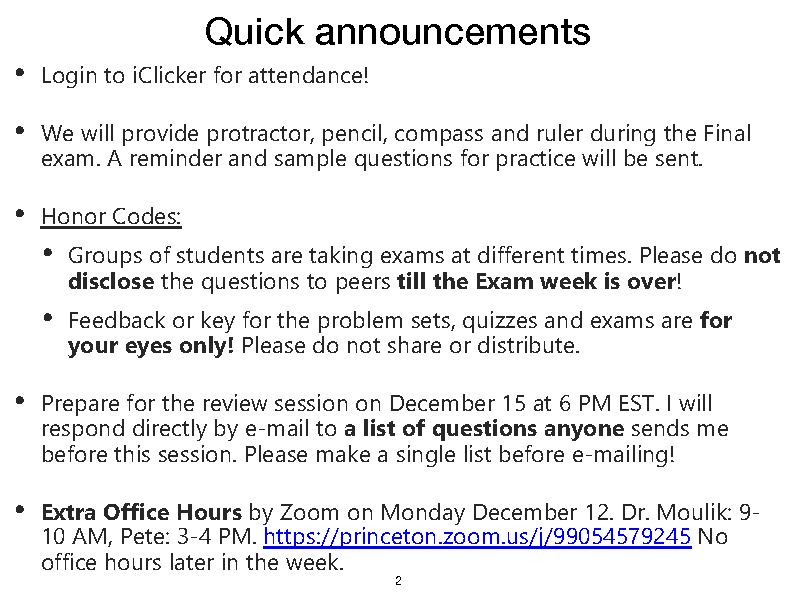 Quick announcements
• Login to iClicker for attendance!
• We will provide protractor, pencil, compass and ruler during the Final
exam. A reminder and sample questions for practice will be sent.
• Honor Codes:
• Groups of students are taking exams at different times. Please do not
disclose the questions to peers till the Exam week is over!
• Feedback or key for the problem sets, quizzes and exams are for
your eyes only! Please do not share or distribute.
• Prepare for the review session on December 15 at 6 PM EST. I will
respond directly by e-mail to a list of questions anyone sends me
before this session. Please make a single list before e-mailing!
• Extra Office Hours by Zoom on Monday December 12. Dr. Moulik: 9-
10 AM, Pete: 3-4 PM. https://princeton.zoom.us/j/99054579245 No
office hours later in the week.
2